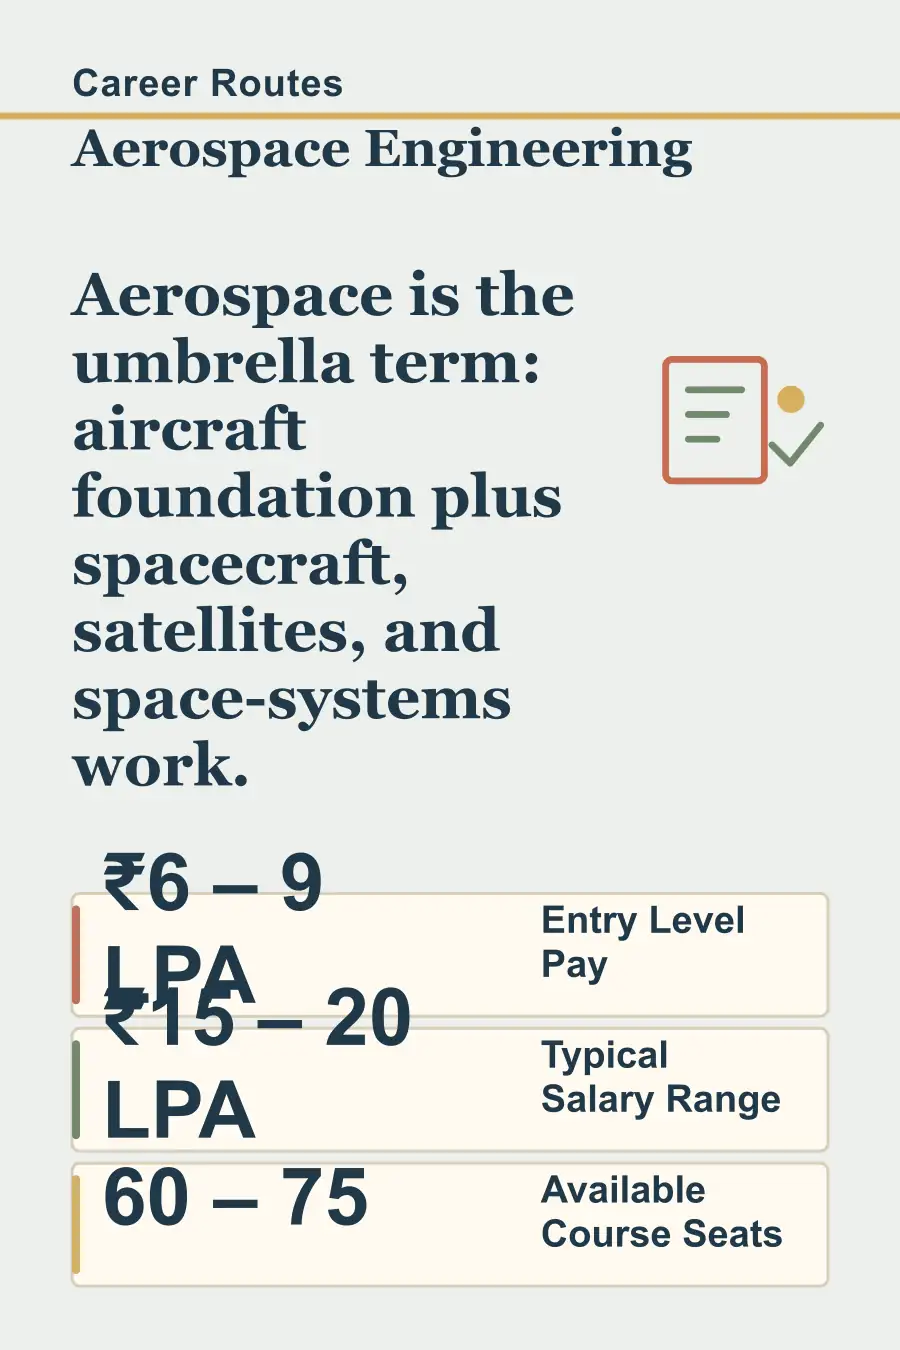 Career Routes
Aerospace Engineering
Aerospace is the
umbrella term:
aircraft
foundation plus
spacecraft,
satellites, and
space-systems
work.
₹6 – 9
LPA
Entry Level
Pay
₹15 – 20
LPA
Typical
Salary Range
60 – 75
Available
Course Seats